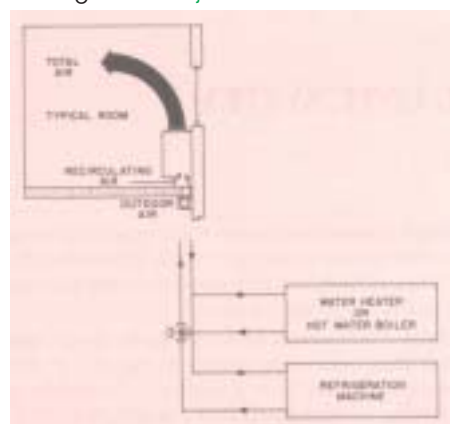 TOTAL
AIR
TYPICAL ROOM
RECIRCULATING
AIR
OUTDOOR
AIR
WATER HEATER
OR
HOT WATER BOILER
REFRIGERATION
MACHINE